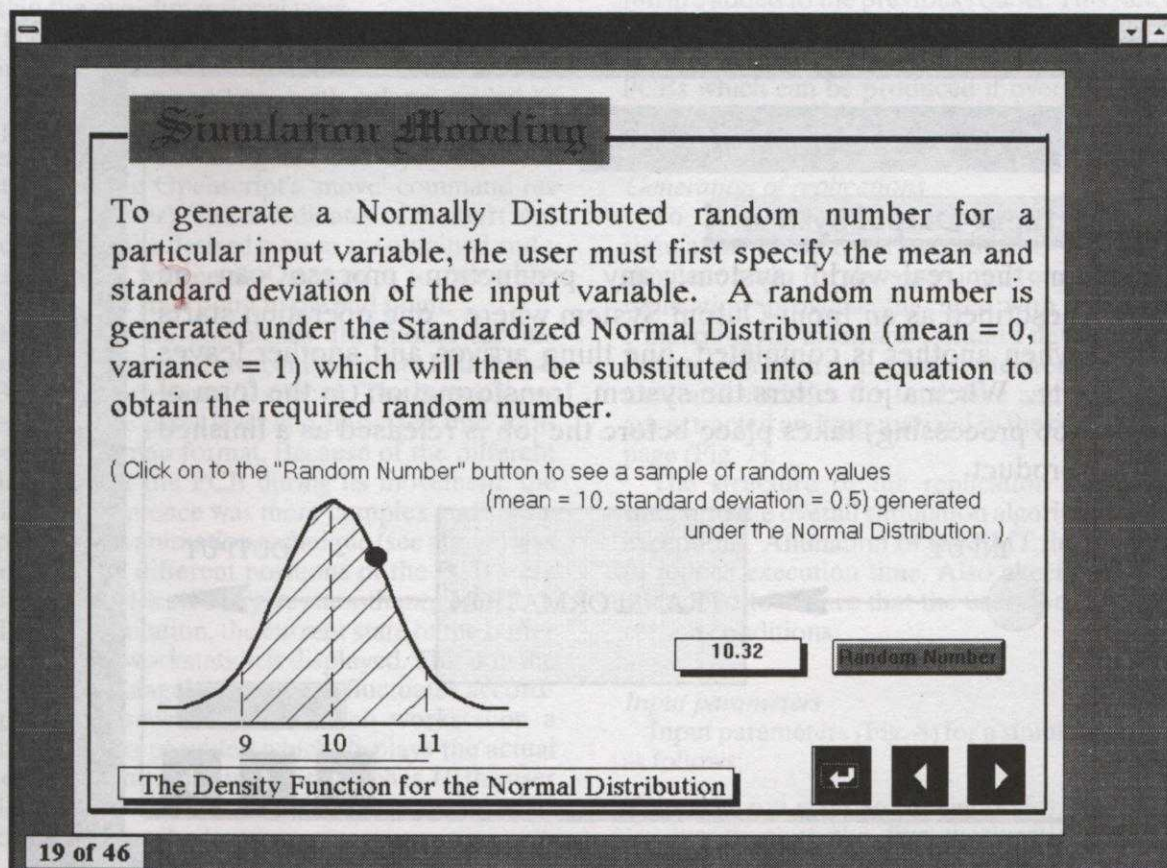 Simulation Modeling
To generate a Normally Distributed random number for a
particular input variable, the user must first specify the mean and
standard deviation of the input variable. A random number is
generated under the Standardized Normal Distribution (mean = 0,
variance = 1 ) which will then be substituted into an equation to
obtain the required random number.
( Click on to the "Random Number" button to see a sample of random values
(mean = 10, standard deviation = 0.5) generated
under the Normal Distribution. )
10.32 Random Number
9 10 11
The Density Function for the Normal Distribution
19 of 46